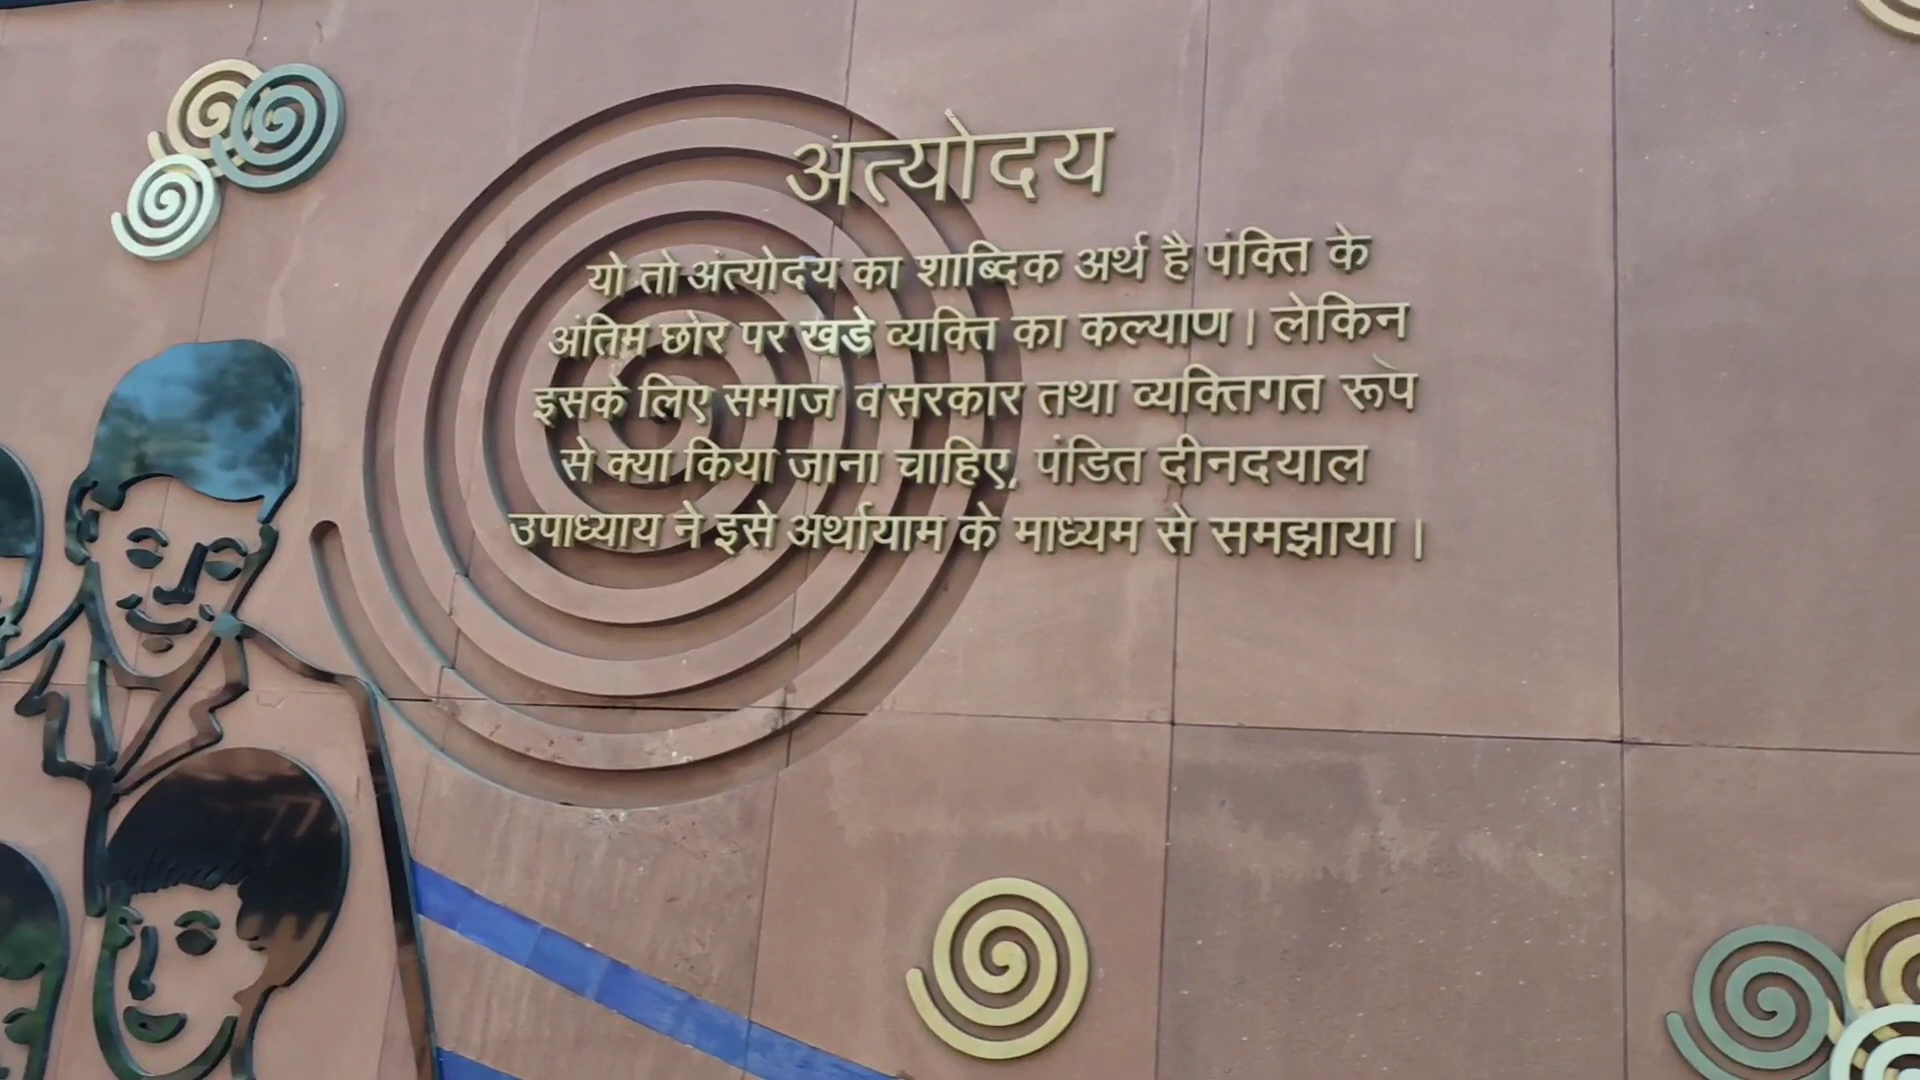 अंत्योदय
यो तो अंत्योदय का शाब्दिक अर्थ है पंक्ति के
अंतिम छोर पर खडे व्यक्ति का कल्याण। लेकिन
इसके लिए समाज व सरकार तथा व्यक्तिगत रूप
से क्या किया जाना चाहिए, पंडित दीनदयाल
उपाध्याय ने इसे अर्थायाम के माध्यम से समझाया।